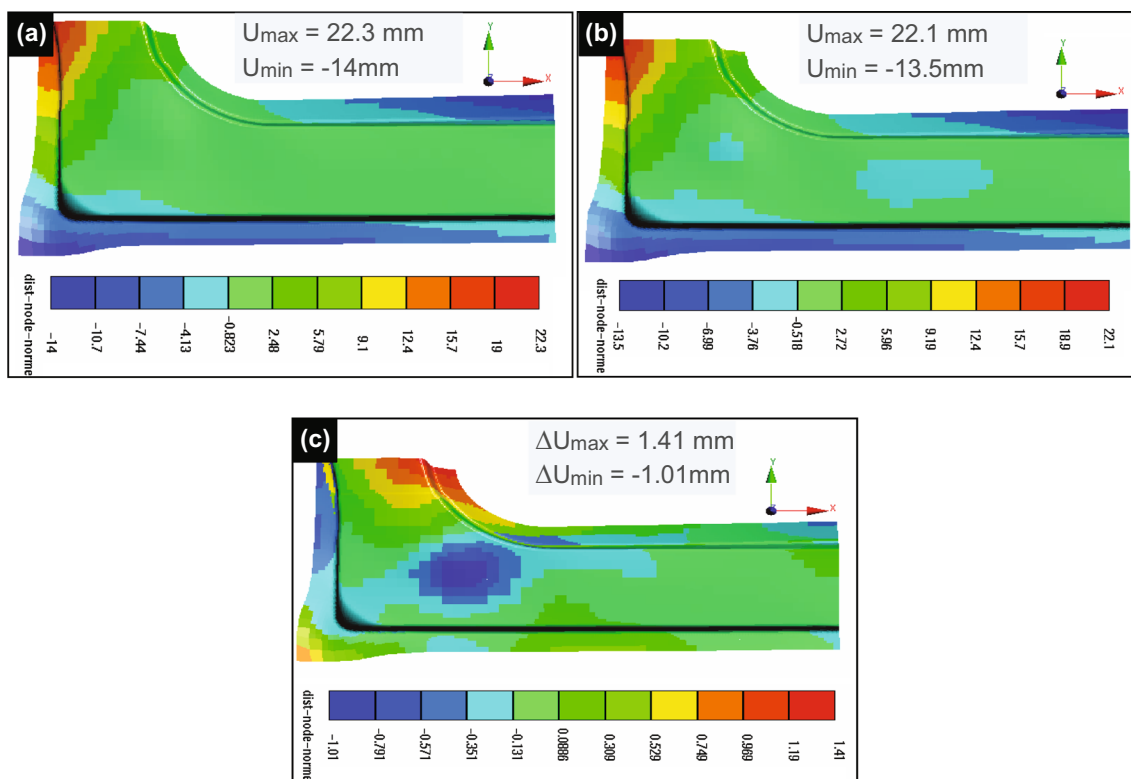 (a)
Umax = 22.3 mm
Umin = -14mm
Y
X
Z
dist-node-norme
-14
-10.7
-7.44
-4.13
-0.823
2.48
5.79
9.1
12.4
15.7
19
22.3
(b)
Umax = 22.1 mm
Umin = -13.5mm
Y
X
Z
dist-node-norme
-13.5
-10.2
-6.99
-3.76
-0.518
2.72
5.96
9.19
12.4
15.7
18.9
22.1
(c)
ΔUmax = 1.41 mm
ΔUmin = -1.01mm
Y
X
Z
dist-node-norme
-1.01
-0.791
-0.571
-0.351
-0.131
0.0886
0.309
0.529
0.749
0.969
1.19
1.41